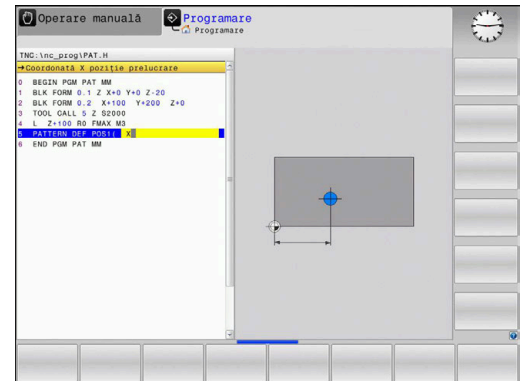 Operare manuală
Programare
Programare
TNC:\nc_prog\PAT.H
→Coordonată X poziţie prelucrare
0 BEGIN PGM PAT MM
1 BLK FORM 0.1 Z X+0 Y+0 Z-20
2 BLK FORM 0.2 X+100 Y+200 Z+0
3 TOOL CALL 5 Z S2000
4 L Z+100 R0 FMAX M3
5 PATTERN DEF POS1( X
6 END PGM PAT MM